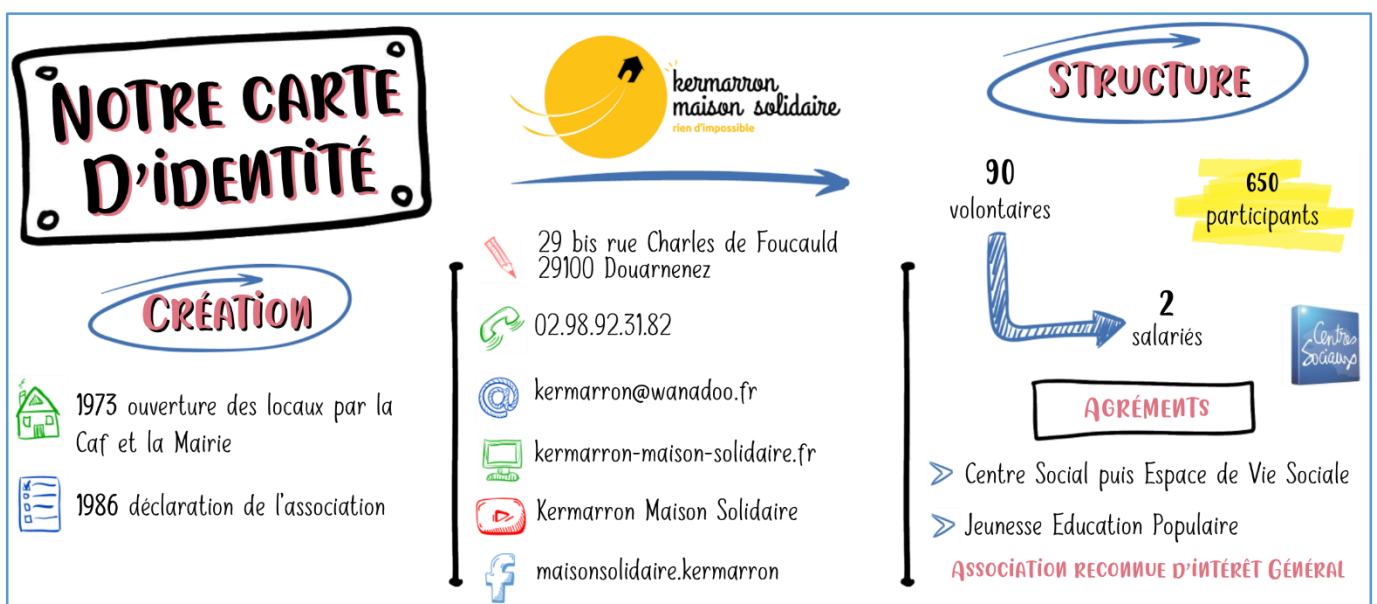 NOTRE CARTE
D'IDENTITÉ
CRÉATION
1973 ouverture des locaux par la
Caf et la Mairie
1986 déclaration de l'association
kermarron
maison solidaire
rien d'impossible
29 bis rue Charles de Foucauld
29100 Douarnenez
02.98.92.31.82
kermarron@wanadoo.fr
kermarron-maison-solidaire.fr
Kermarron Maison Solidaire
maisonsolidaire.kermarron
STRUCTURE
90
volontaires
650
participants
2
salariés
Centres
Sociaux
AGRÉMENTS
Centre Social puis Espace de Vie Sociale
Jeunesse Education Populaire
ASSOCIATION RECONNUE D'INTÉRÊT GÉNÉRAL